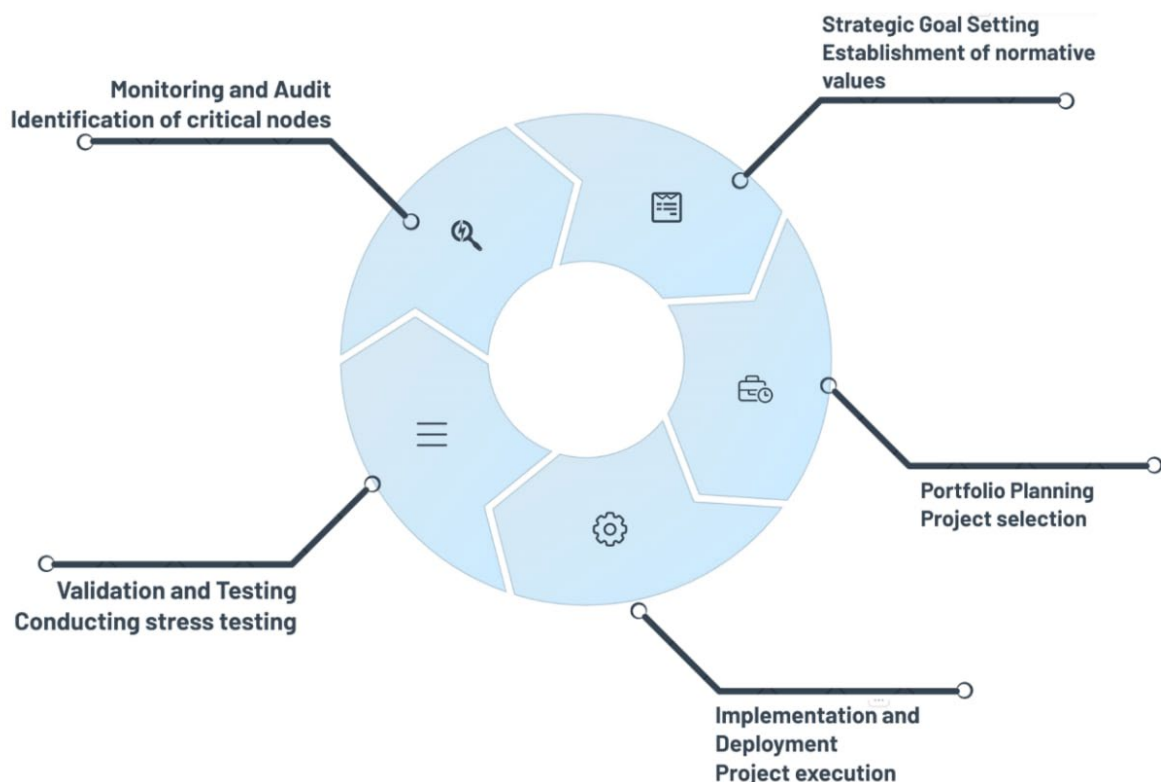 Strategic Goal Setting
Establishment of normative
values
Monitoring and Audit
Identification of critical nodes
Portfolio Planning
Project selection
Validation and Testing
Conducting stress testing
Implementation and
Deployment
Project execution